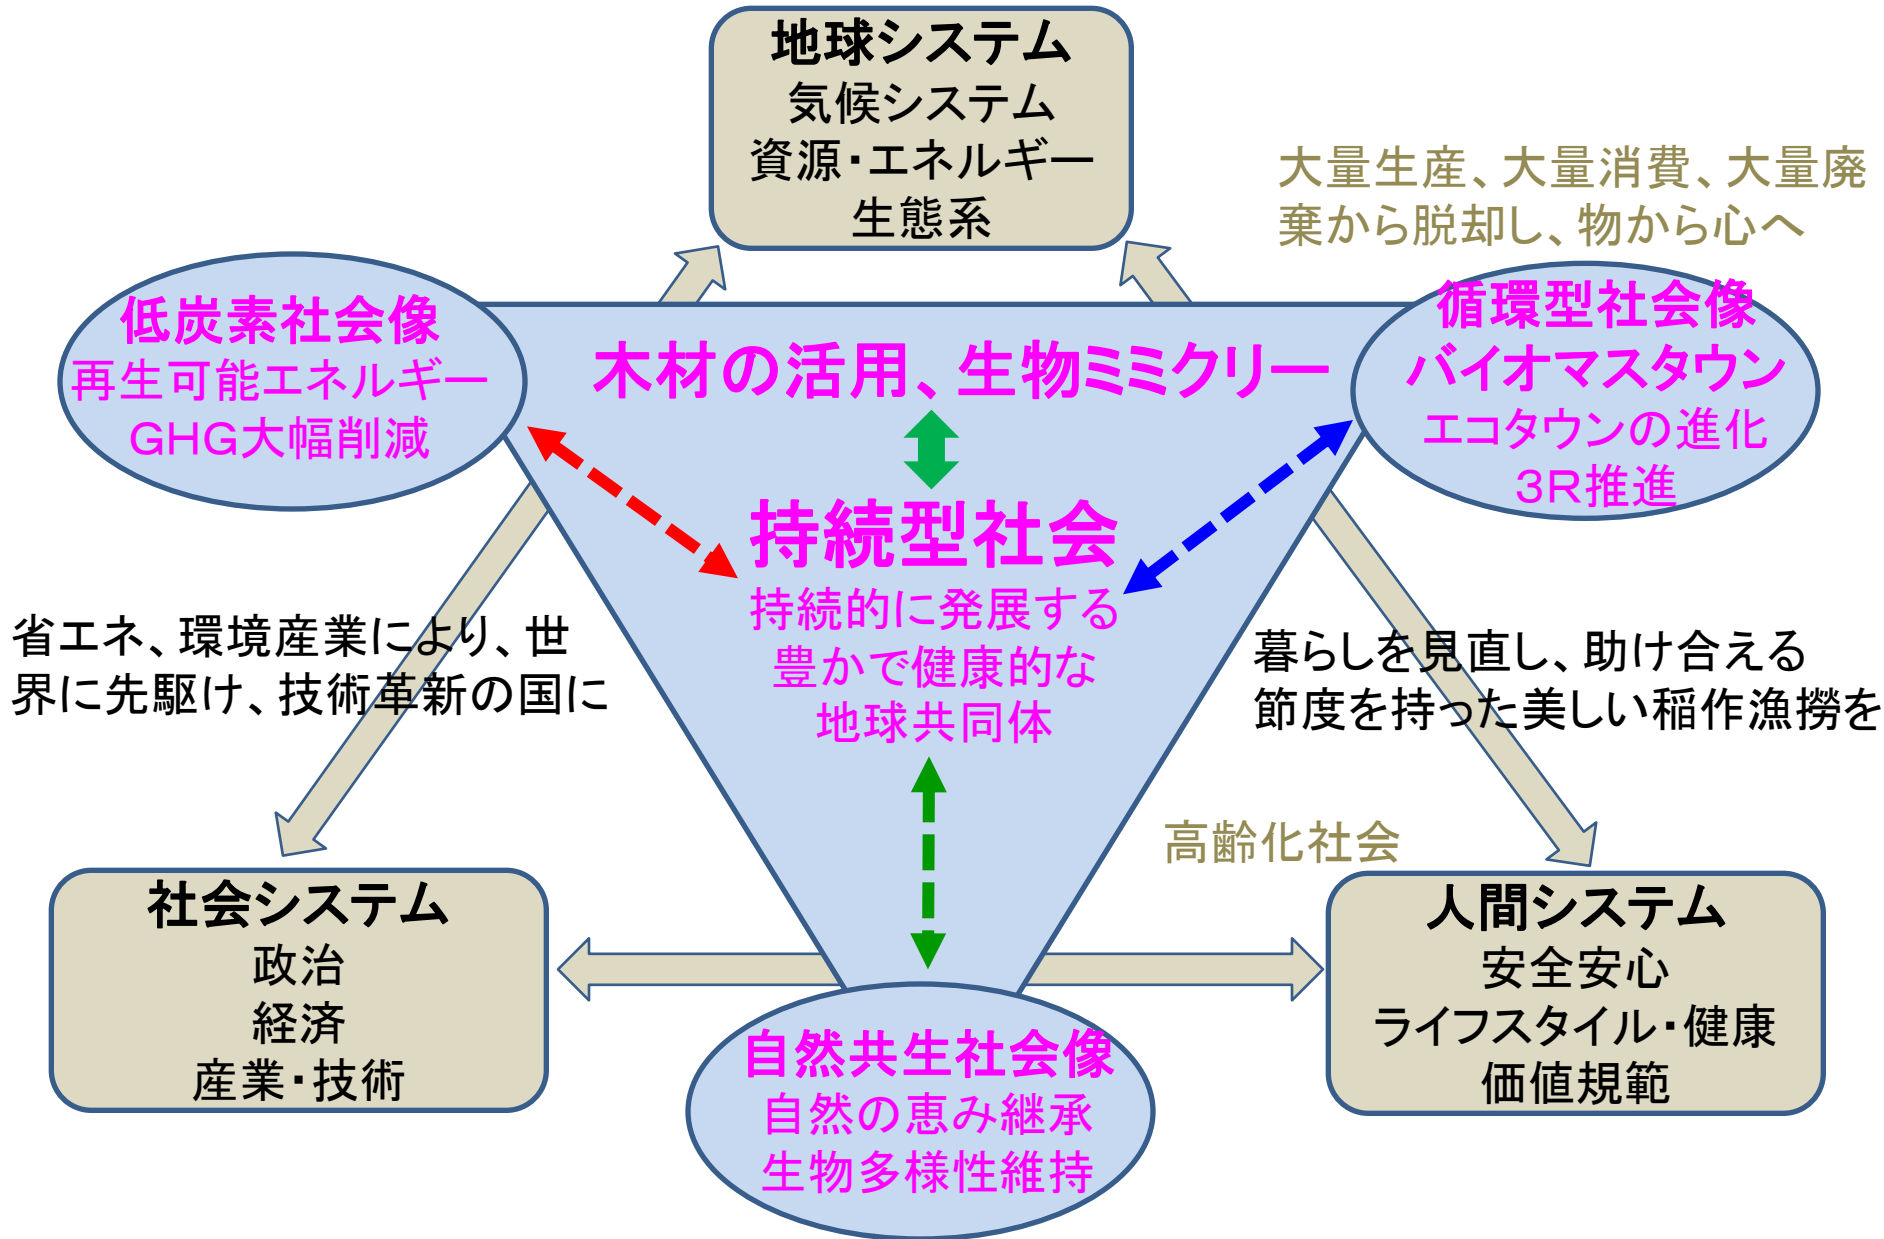 地球システム
気候システム
資源・エネルギー
生態系
大量生産、大量消費、大量廃
棄から脱却し、物から心へ
低炭素社会像
再生可能エネルギー
GHG大幅削減
木材の活用、生物ミミクリー
循環型社会像
バイオマスタウン
エコタウンの進化
3R推進
持続型社会
持続的に発展する
豊かで健康的な
地球共同体
省エネ、環境産業により、世
界に先駆け、技術革新の国に
暮らしを見直し、助け合える
節度を持った美しい稲作漁撈を
高齢化社会
社会システム
政治
経済
産業・技術
人間システム
安全安心
ライフスタイル・健康
価値規範
自然共生社会像
自然の恵み継承
生物多様性維持